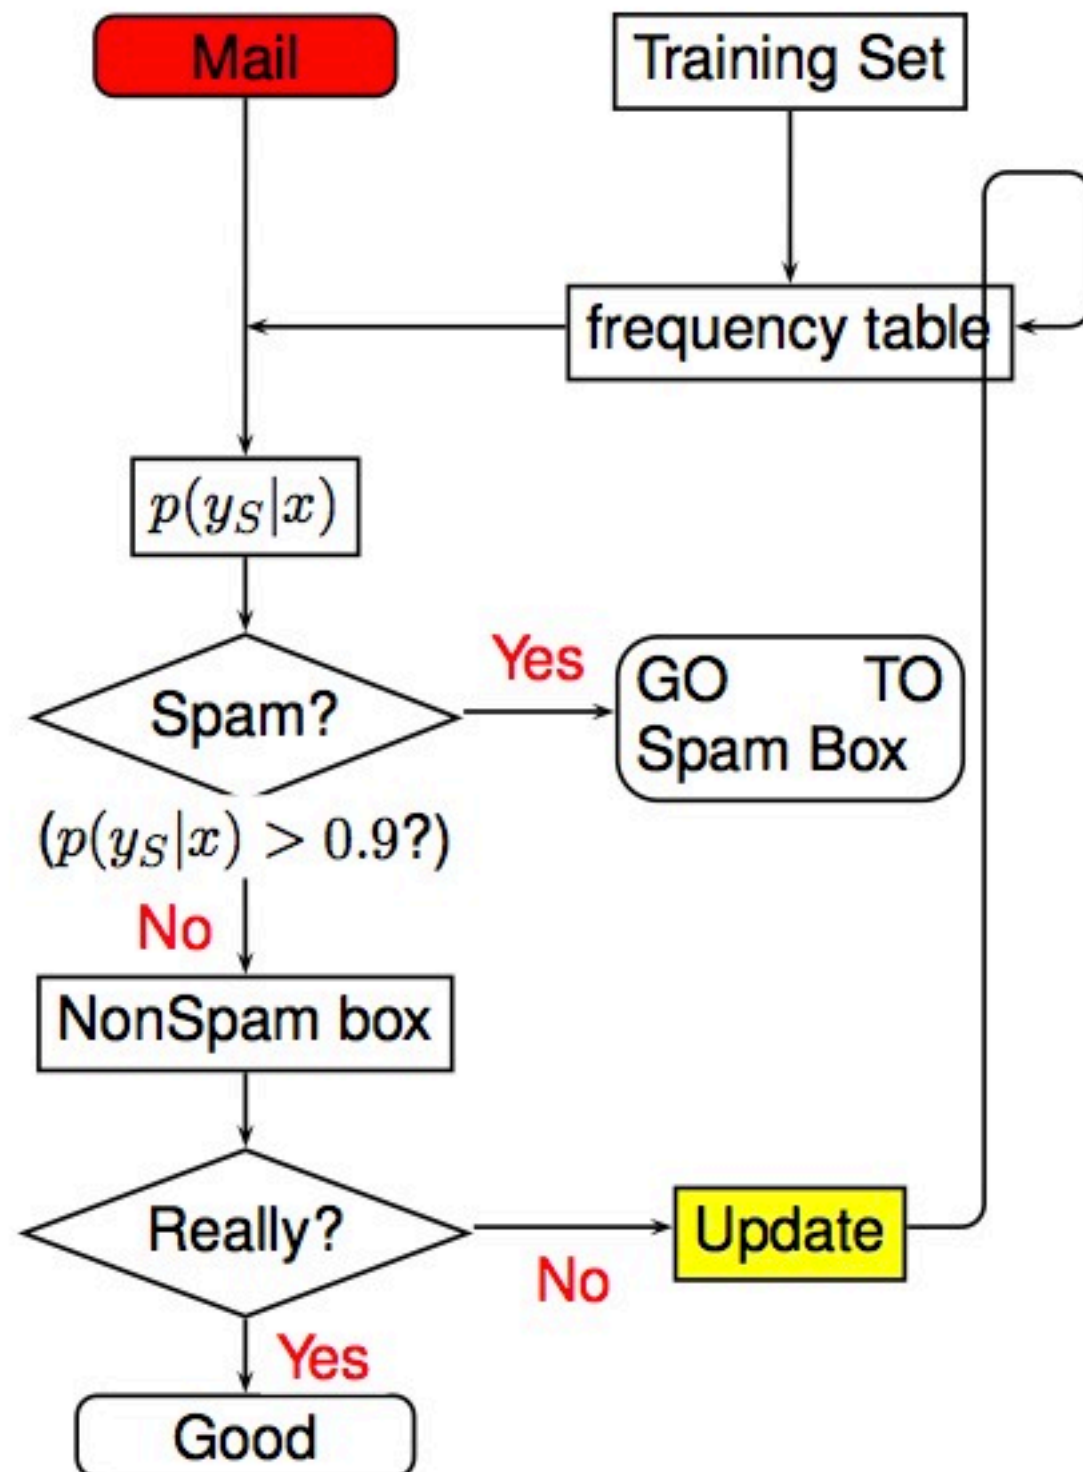 Mail
Training Set
frequency table
p(y_S|x)
Spam?
Yes
GO TO
Spam Box
(p(y_S|x) > 0.9?)
No
NonSpam box
Really?
No
Update
Yes
Good